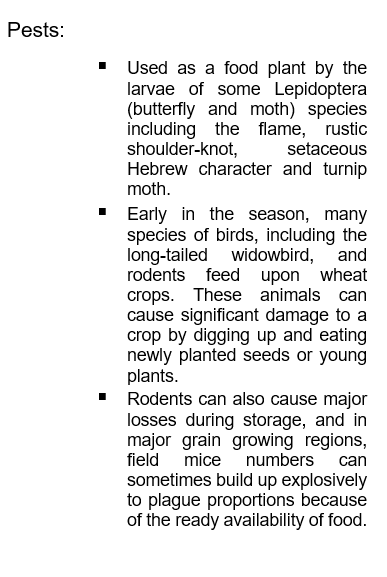 Pests:
▪ Used as a food plant by the
larvae of some Lepidoptera
(butterfly and moth) species
including the flame, rustic
shoulder-knot, setaceous
Hebrew character and turnip
moth.
▪ Early in the season, many
species of birds, including the
long-tailed widowbird, and
rodents feed upon wheat
crops. These animals can
cause significant damage to a
crop by digging up and eating
newly planted seeds or young
plants.
▪ Rodents can also cause major
losses during storage, and in
major grain growing regions,
field mice numbers can
sometimes build up explosively
to plague proportions because
of the ready availability of food.